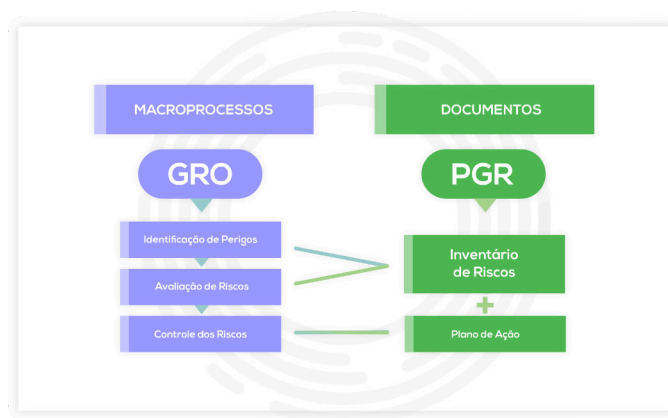 MACROPROCESSOS
DOCUMENTOS
GRO
PGR
Identificação de Perigos
Avaliação de Riscos
Controle dos Riscos
Inventário
de Riscos
+
Plano de Ação